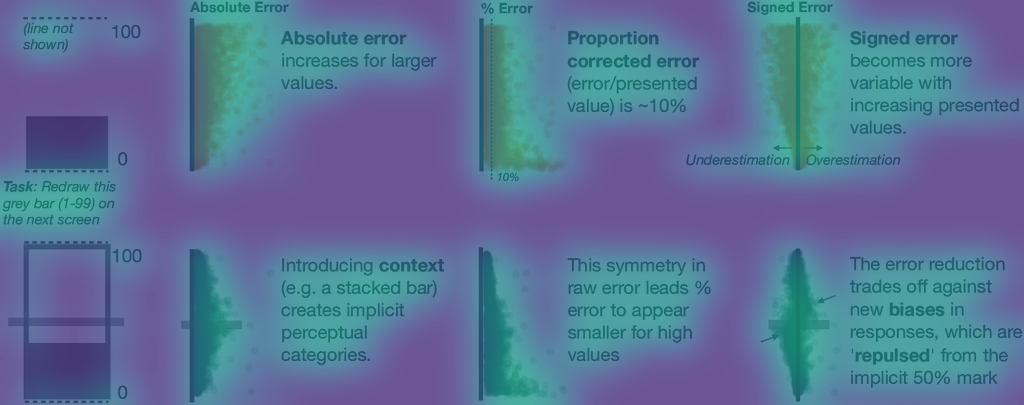 Absolute Error
% Error
Signed Error
(line not
shown)
100
0
Task: Redraw this
grey bar (1-99) on
the next screen
Absolute error
increases for larger
values.
10%
Proportion
corrected error
(error/presented
value) is ~10%
Underestimation
Overestimation
Signed error
becomes more
variable with
increasing presented
values.
100
0
Introducing context
(e.g. a stacked bar)
creates implicit
perceptual
categories.
This symmetry in
raw error leads %
error to appear
smaller for high
values
The error reduction
trades off against
new biases in
responses, which are
'repulsed' from the
implicit 50% mark